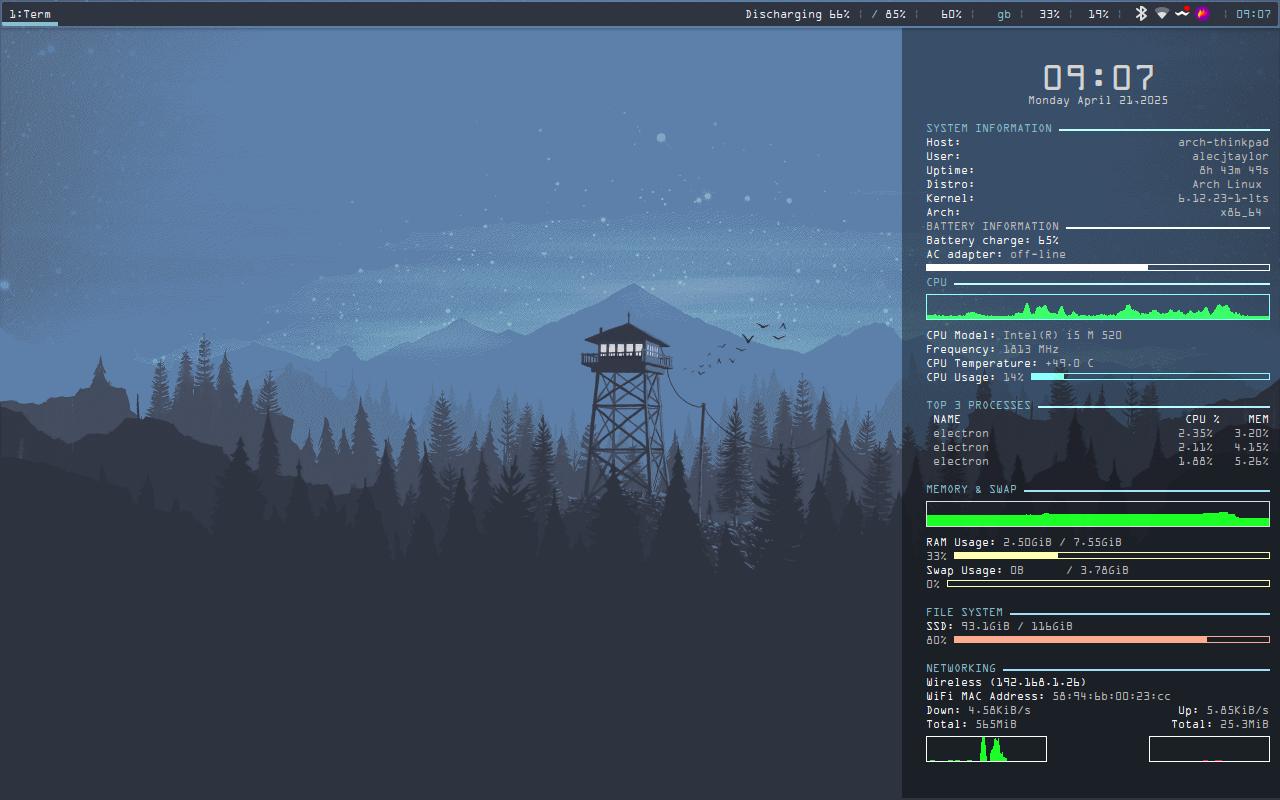 1:Term Discharging 66% / 85% 60% gb 33% 19% 09:07
09:07
Monday April 21,2025
SYSTEM INFORMATION
Host: arch-thinkpad
User: alecjtaylor
Uptime: 8h 43m 49s
Distro: Arch Linux
Kernel: 6.12.23-1-lts
Arch: x86_64
BATTERY INFORMATION
Battery charge: 65%
AC adapter: off-line
CPU
CPU Model: Intel(R) i5 M 520
Frequency: 1813 MHz
CPU Temperature: +49.0 C
CPU Usage: 14%
TOP 3 PROCESSES
NAME CPU % MEM
electron 2.35% 3.20%
electron 2.11% 4.15%
electron 1.88% 5.26%
MEMORY & SWAP
RAM Usage: 2.50GiB / 7.55GiB
33%
Swap Usage: 0B / 3.78GiB
0%
FILE SYSTEM
SSD: 93.1GiB / 116GiB
80%
NETWORKING
Wireless (192.168.1.26)
WiFi MAC Address: 58:94:6b:00:23:cc
Down: 4.58KiB/s Up: 5.85KiB/s
Total: 565MiB Total: 25.3MiB